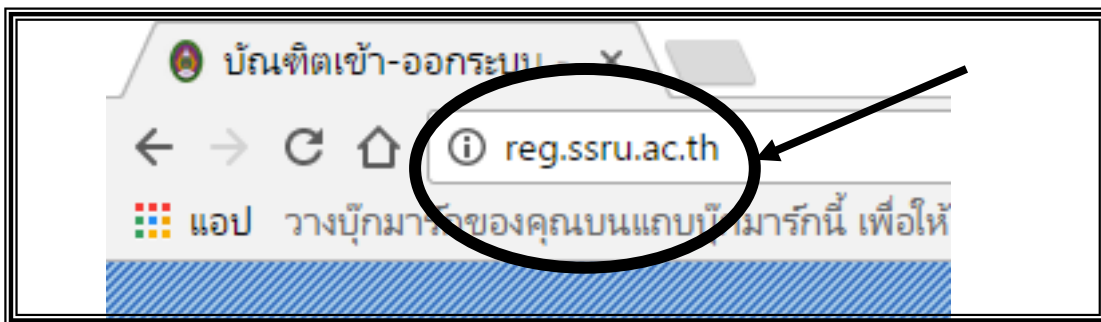 บัณฑิตเข้า-ออกระบบ -
reg.ssru.ac.th
แอป วางบุ๊กมาร์กของคุณบนแถบบุ๊กมาร์กนี้ เพื่อให้